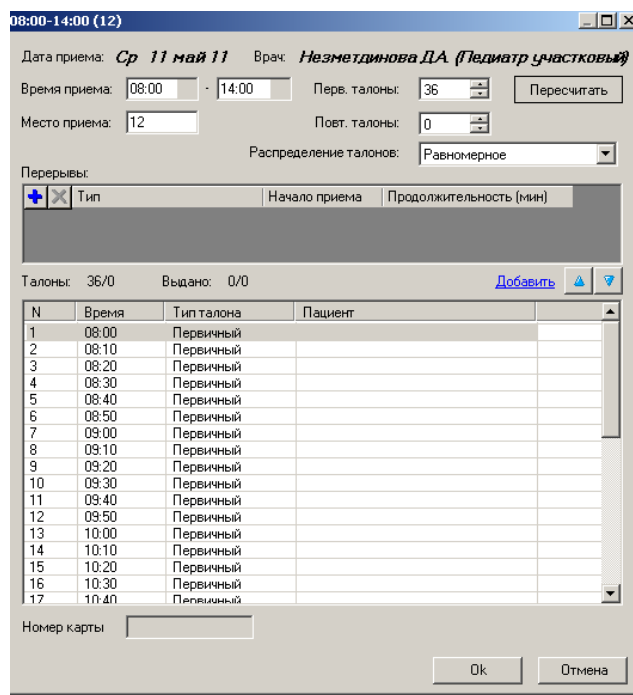 08:00-14:00 (12)
Дата приема: Ср 11 май 11 Врач: Незметдинова Д.А. (Педиатр участковый)
Время приема: 08:00 - 14:00 Перв. талоны: 36 Пересчитать
Место приема: 12 Повт. талоны: 0
Распределение талонов: Равномерное
Перерывы:
Тип Начало приема Продолжительность (мин)
Талоны: 36/0 Выдано: 0/0 Добавить
N Время Тип талона Пациент
1 08:00 Первичный
2 08:10 Первичный
3 08:20 Первичный
4 08:30 Первичный
5 08:40 Первичный
6 08:50 Первичный
7 09:00 Первичный
8 09:10 Первичный
9 09:20 Первичный
10 09:30 Первичный
11 09:40 Первичный
12 09:50 Первичный
13 10:00 Первичный
14 10:10 Первичный
15 10:20 Первичный
16 10:30 Первичный
17 10:40 Первичный
Номер карты
Ok Отмена